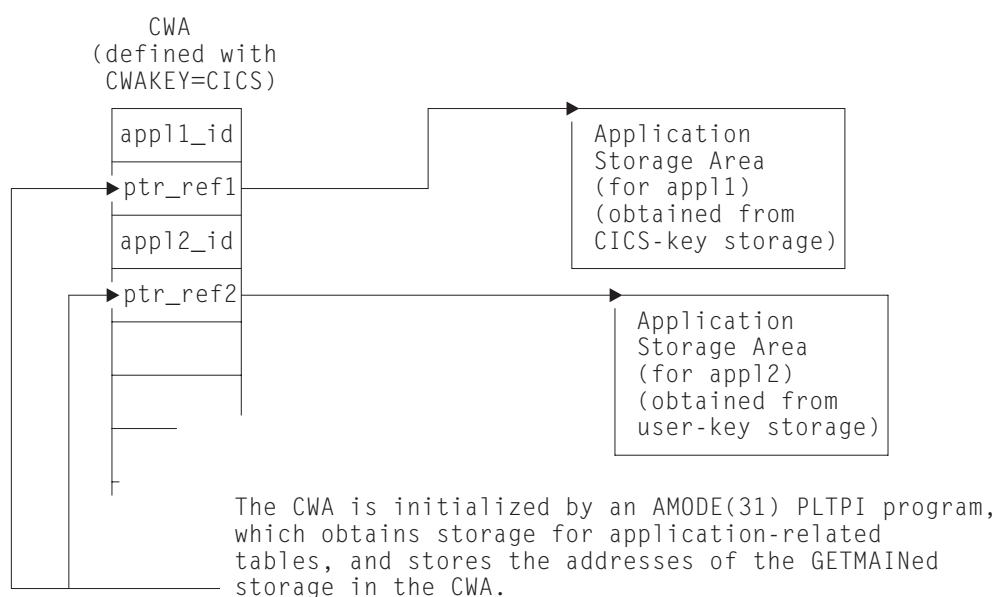 CWA
(defined with
CWAKEY=CICS)
appl1_id
ptr_ref1
appl2_id
ptr_ref2
Application
Storage Area
(for appl1)
(obtained from
CICS-key storage)
Application
Storage Area
(for appl2)
(obtained from
user-key storage)
The CWA is initialized by an AMODE(31) PLTPI program,
which obtains storage for application-related
tables, and stores the addresses of the GETMAINed
storage in the CWA.